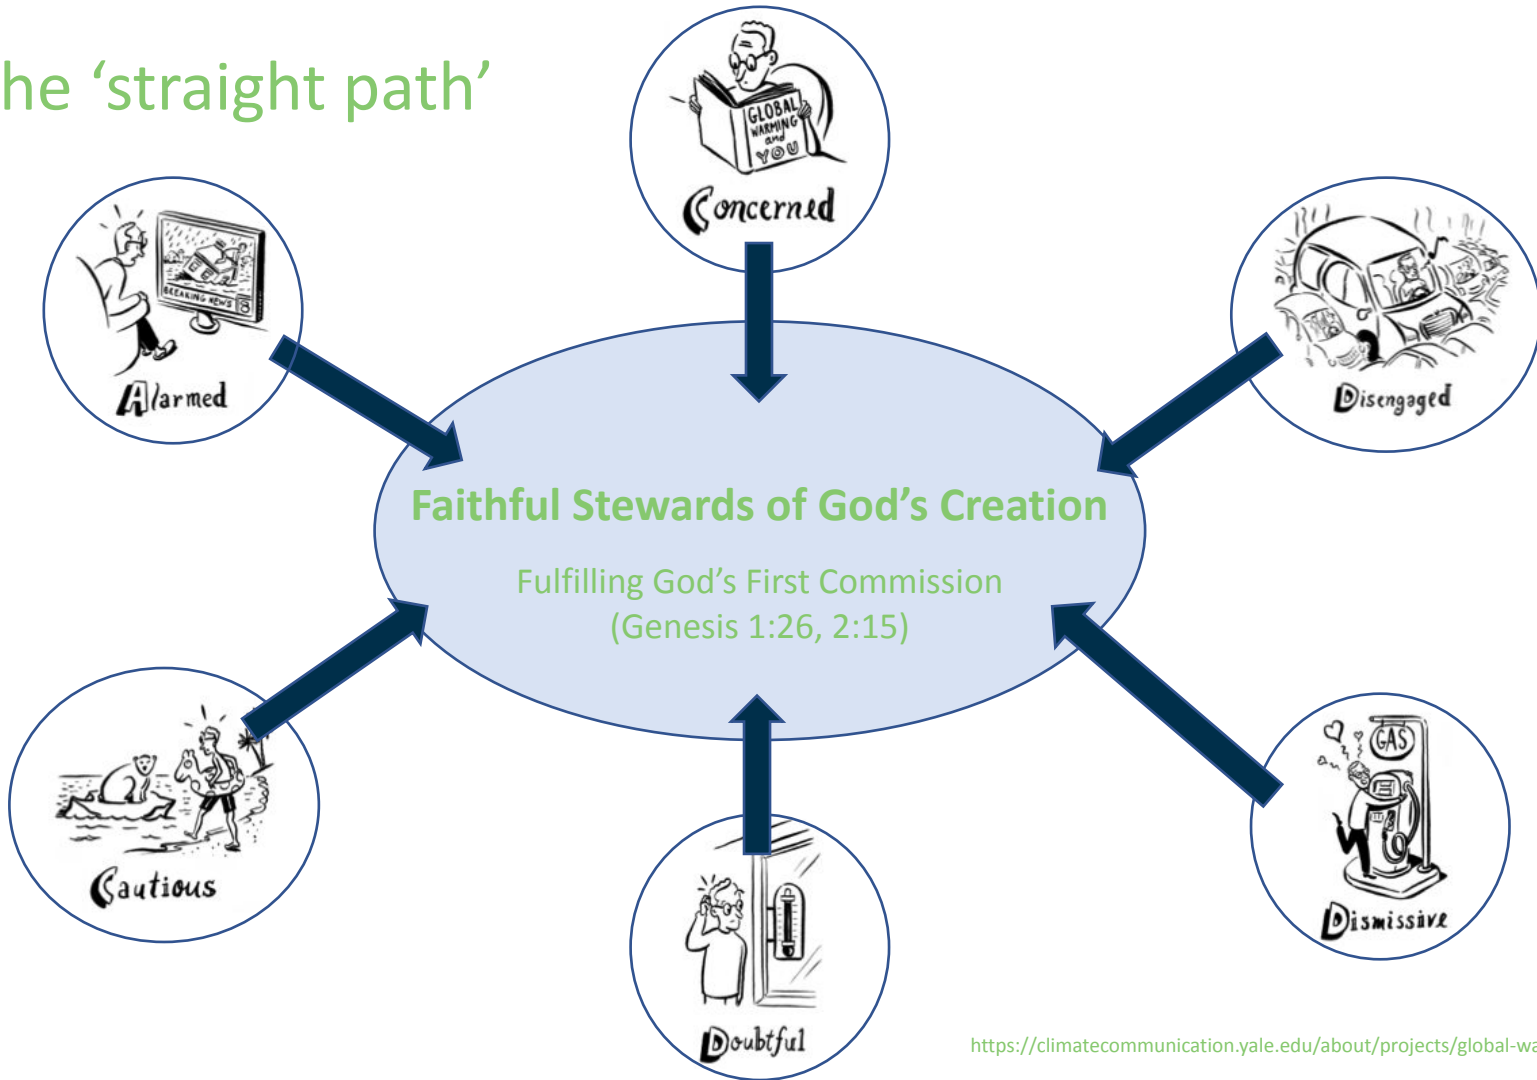 he ‘straight path’
GLOBAL
WARMING
and
YOU
Concerned
BREAKING NEWS 8
Alarmed
Disengaged
Faithful Stewards of God’s Creation
Fulfilling God’s First Commission
(Genesis 1:26, 2:15)
Cautious
GAS
Dismissive
Doubtful
https://climatecommunication.yale.edu/about/projects/global-wa